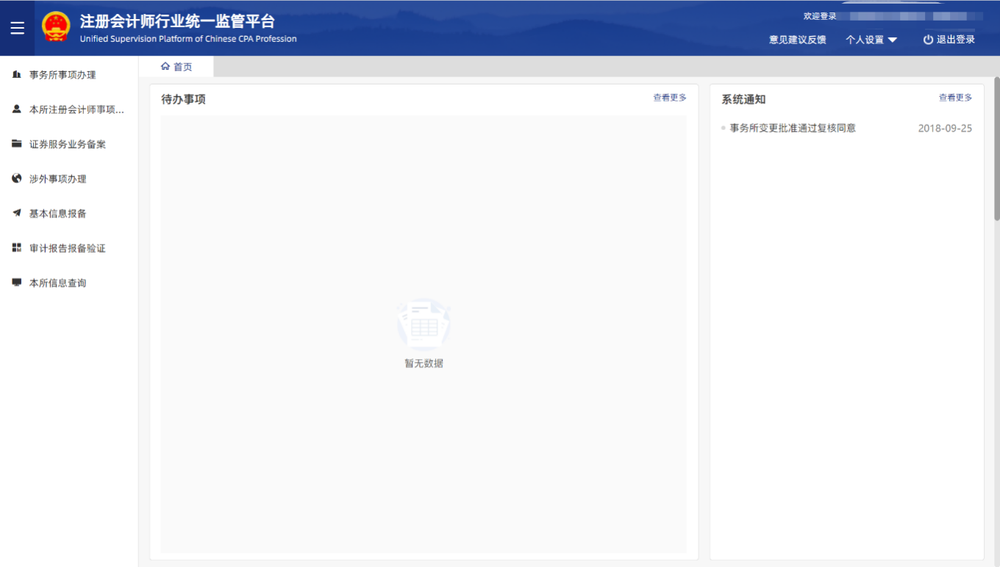 注册会计师行业统一监管平台
Unified Supervision Platform of Chinese CPA Profession
欢迎登录
意见建议反馈 个人设置 退出登录
首页
事务所事项办理
本所注册会计师事项...
证券服务业务备案
涉外事项办理
基本信息报备
审计报告报备验证
本所信息查询
待办事项 查看更多
暂无数据
系统通知 查看更多
事务所变更批准通过复核同意 2018-09-25